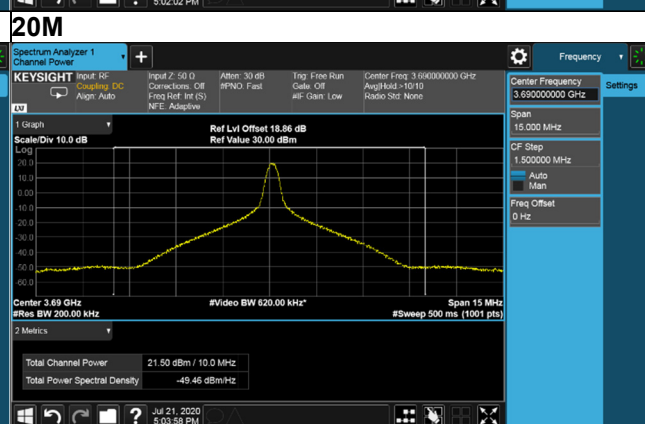 5:02:02 PM
20M
Spectrum Analyzer 1
Channel Power
+
Frequency
KEYSIGHT
Input: RF
Coupling: DC
Align: Auto
Input Z: 50 Ω
Corrections: Off
Freq Ref: Int (S)
NFE: Adaptive
Atten: 30 dB
#PNO: Fast
Trig: Free Run
Gate: Off
#IF Gain: Low
Center Freq: 3.690000000 GHz
Avg|Hold:>10/10
Radio Std: None
LXI
Center Frequency
3.690000000 GHz
Settings
Span
15.000 MHz
CF Step
1.500000 MHz
Auto
Man
Freq Offset
0 Hz
1 Graph
Scale/Div 10.0 dB
Ref Lvl Offset 18.86 dB
Ref Value 30.00 dBm
Log
20.0
10.0
0.00
-10.0
-20.0
-30.0
-40.0
-50.0
-60.0
Center 3.69 GHz
#Res BW 200.00 kHz
#Video BW 620.00 kHz*
Span 15 MHz
#Sweep 500 ms (1001 pts)
2 Metrics
Total Channel Power 21.50 dBm / 10.0 MHz
Total Power Spectral Density -49.46 dBm/Hz
?
Jul 21, 2020
5:03:58 PM